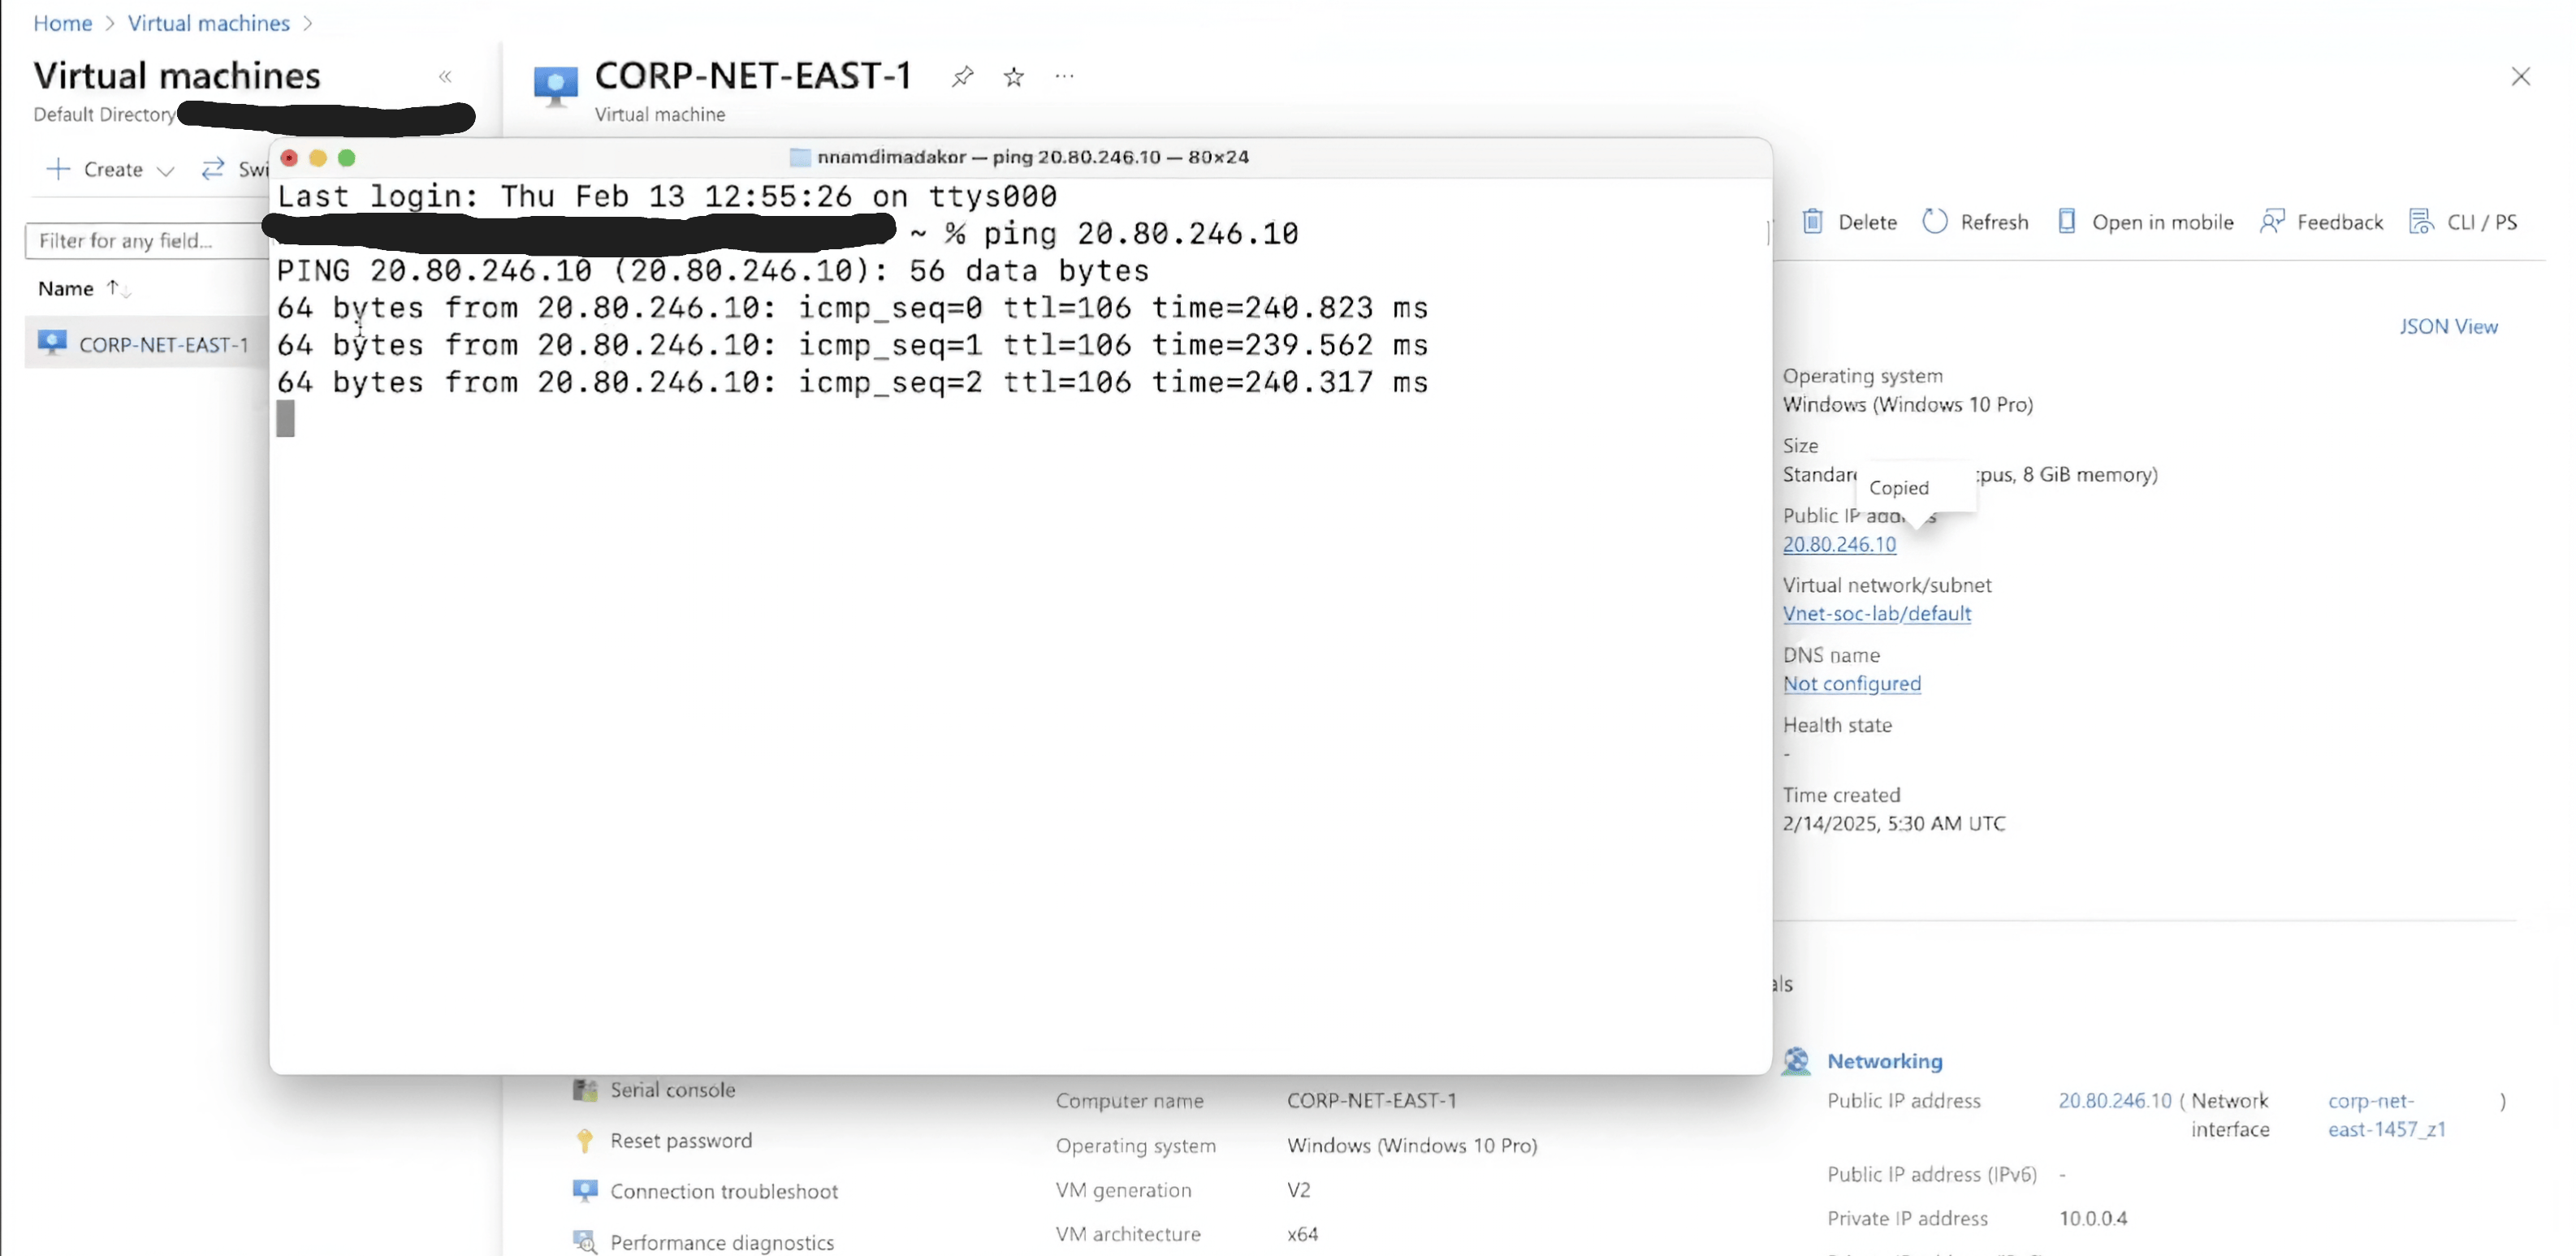 Home > Virtual machines >
Virtual machines
Default Directory
Create
CORP-NET-EAST-1
Virtual machine
Filter for any field...
Name
CORP-NET-EAST-1
nnamdimadakor — ping 20.80.246.10 — 80×24
Last login: Thu Feb 13 12:55:26 on ttys000
~ % ping 20.80.246.10
PING 20.80.246.10 (20.80.246.10): 56 data bytes
64 bytes from 20.80.246.10: icmp_seq=0 ttl=106 time=240.823 ms
64 bytes from 20.80.246.10: icmp_seq=1 ttl=106 time=239.562 ms
64 bytes from 20.80.246.10: icmp_seq=2 ttl=106 time=240.317 ms
Delete Refresh Open in mobile Feedback CLI / PS
JSON View
Operating system
Windows (Windows 10 Pro)
Size
8 GiB memory)
Copied
Public IP
20.80.246.10
Virtual network/subnet
Vnet-soc-lab/default
DNS name
Not configured
Health state
-
Time created
2/14/2025, 5:30 AM UTC
Serial console
Reset password
Connection troubleshoot
Performance diagnostics
Computer name CORP-NET-EAST-1
Operating system Windows (Windows 10 Pro)
VM generation V2
VM architecture x64
Networking
Public IP address 20.80.246.10 ( Network interface corp-net-east-1457_z1 )
Public IP address (IPv6) -
Private IP address 10.0.0.4